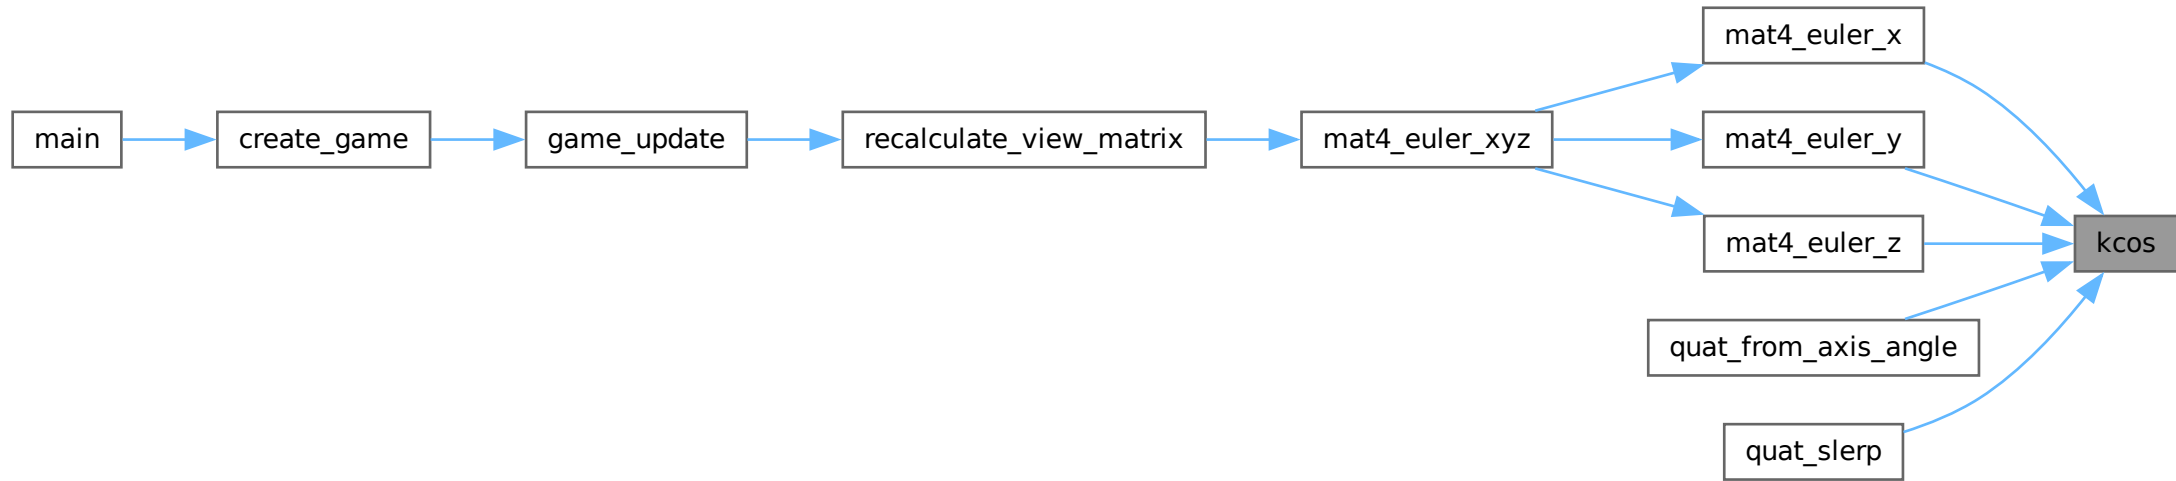 main
create_game
game_update
recalculate_view_matrix
mat4_euler_xyz
mat4_euler_x
mat4_euler_y
mat4_euler_z
quat_from_axis_angle
quat_slerp
kcos